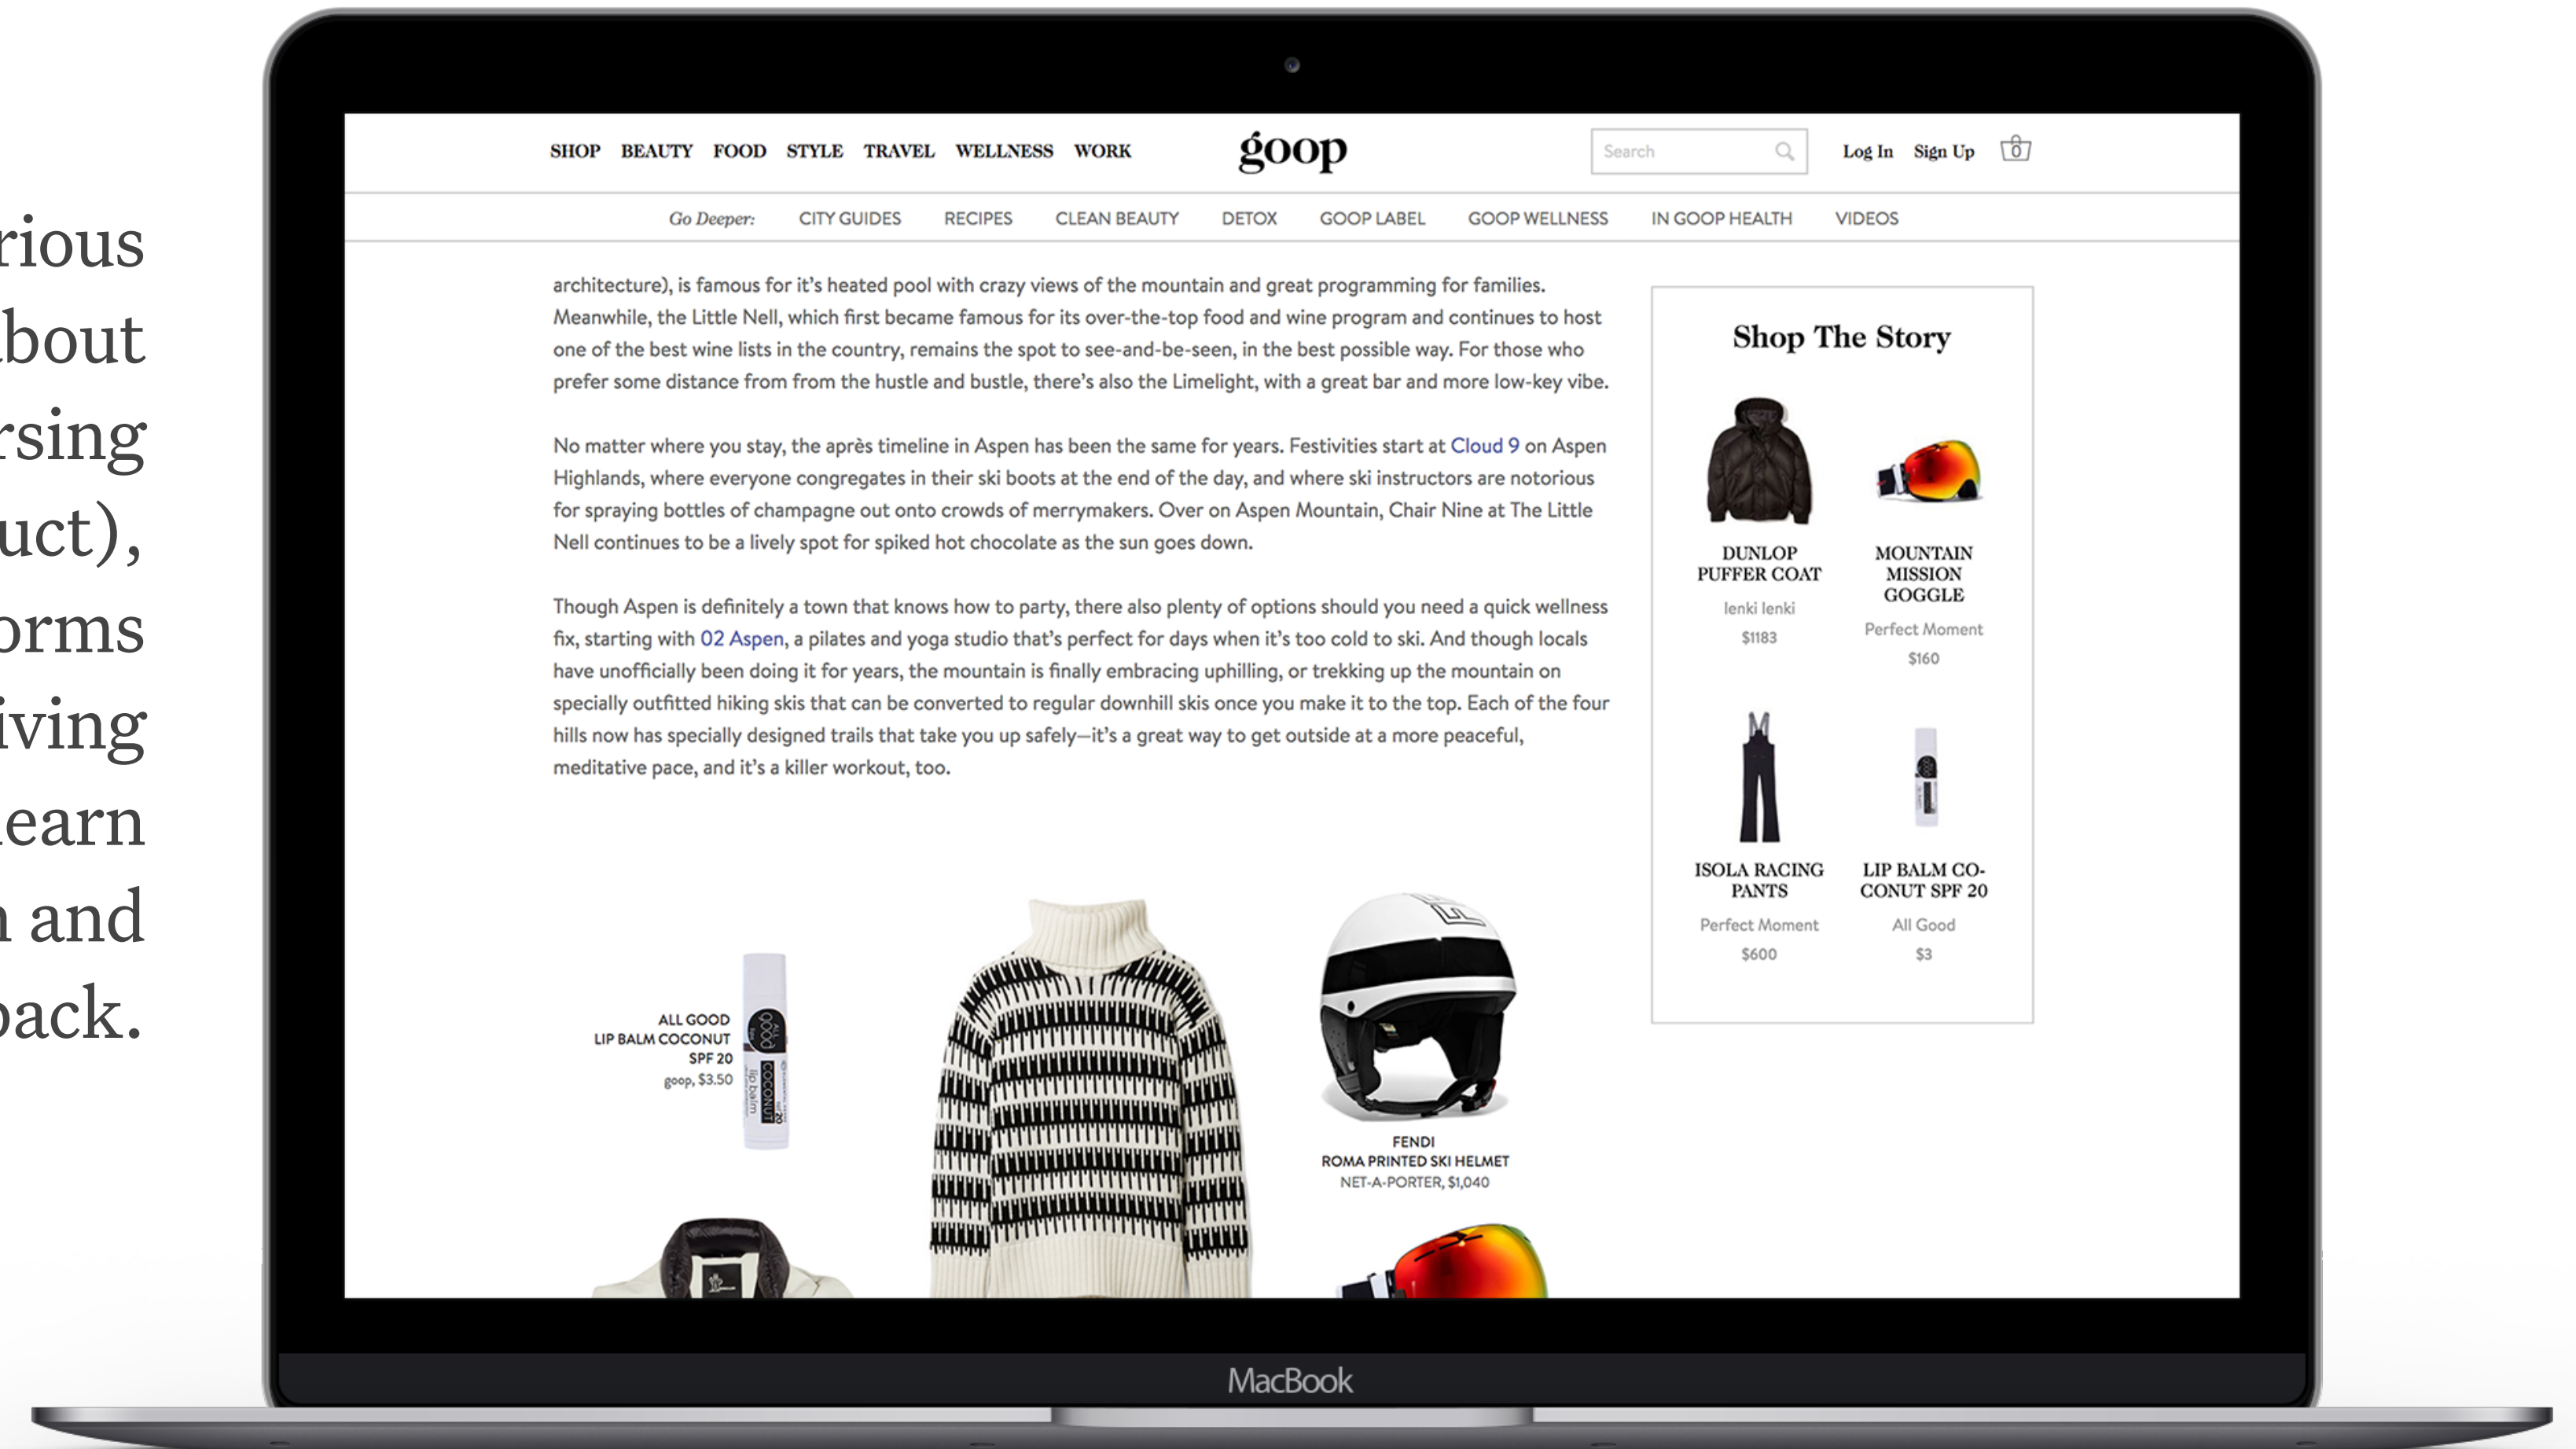 and
SHOP BEAUTY FOOD STYLE TRAVEL WELLNESS WORK
goop
Search
Log In Sign Up
0
Go Deeper: CITY GUIDES RECIPES CLEAN BEAUTY DETOX GOOP LABEL GOOP WELLNESS IN GOOP HEALTH VIDEOS
architecture), is famous for it's heated pool with crazy views of the mountain and great programming for families.
Meanwhile, the Little Nell, which first became famous for its over-the-top food and wine program and continues to host
one of the best wine lists in the country, remains the spot to see-and-be-seen, in the best possible way. For those who
prefer some distance from from the hustle and bustle, there's also the Limelight, with a great bar and more low-key vibe.
No matter where you stay, the après timeline in Aspen has been the same for years. Festivities start at Cloud 9 on Aspen
Highlands, where everyone congregates in their ski boots at the end of the day, and where ski instructors are notorious
for spraying bottles of champagne out onto crowds of merrymakers. Over on Aspen Mountain, Chair Nine at The Little
Nell continues to be a lively spot for spiked hot chocolate as the sun goes down.
Though Aspen is definitely a town that knows how to party, there also plenty of options should you need a quick wellness
fix, starting with 02 Aspen, a pilates and yoga studio that's perfect for days when it's too cold to ski. And though locals
have unofficially been doing it for years, the mountain is finally embracing uphilling, or trekking up the mountain on
specially outfitted hiking skis that can be converted to regular downhill skis once you make it to the top. Each of the four
hills now has specially designed trails that take you up safely—it's a great way to get outside at a more peaceful,
meditative pace, and it's a killer workout, too.
Shop The Story
DUNLOP
PUFFER COAT
Ienki Ienki
$1183
MOUNTAIN
MISSION
GOGGLE
Perfect Moment
$160
ISOLA RACING
PANTS
Perfect Moment
$600
LIP BALM CO-
CONUT SPF 20
All Good
$3
ALL GOOD
LIP BALM COCONUT
SPF 20
goop, $3.50
ALL
good
COCONUT
lip balm
20
FENDI
ROMA PRINTED SKI HELMET
NET-A-PORTER, $1,040
MacBook